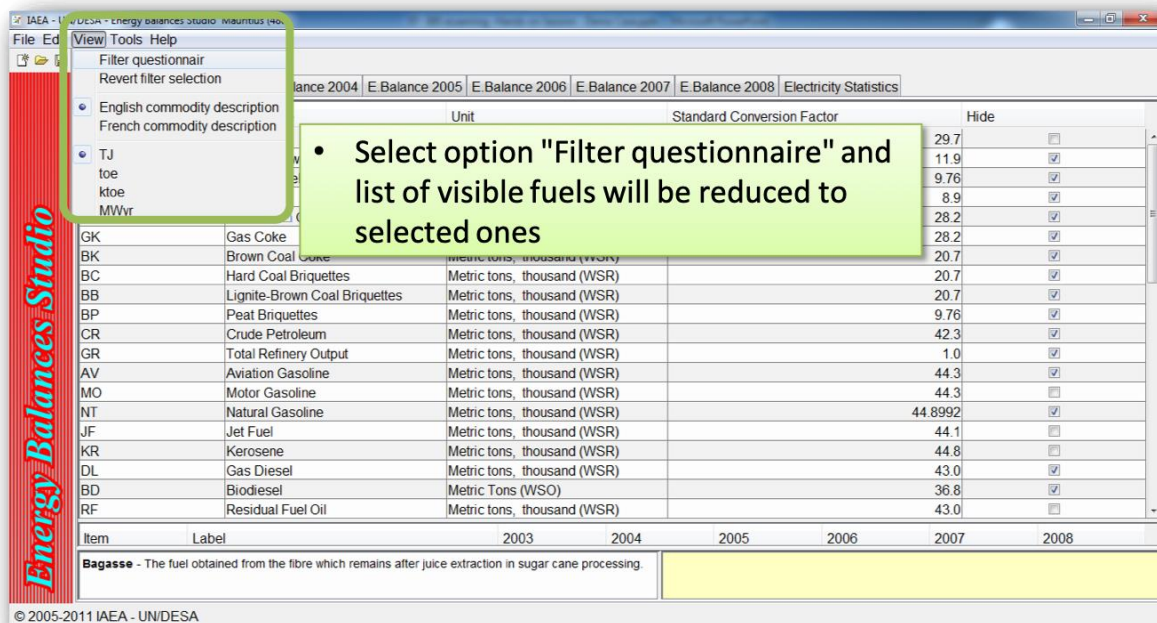 IAEA - UN/DESA - Energy Balances Studio Mauritius (480
File Edi View Tools Help
Filter questionnair
Revert filter selection
English commodity description
French commodity description
TJ
toe
ktoe
MWyr
lance 2004 E.Balance 2005 E.Balance 2006 E.Balance 2007 E.Balance 2008 Electricity Statistics
Unit Standard Conversion Factor Hide
29.7
11.9
9.76
8.9
28.2
• Select option "Filter questionnaire" and
list of visible fuels will be reduced to
selected ones
GK Gas Coke 28.2
BK Brown Coal Coke Metric tons, thousand (WSR) 20.7
BC Hard Coal Briquettes Metric tons, thousand (WSR) 20.7
BB Lignite-Brown Coal Briquettes Metric tons, thousand (WSR) 20.7
BP Peat Briquettes Metric tons, thousand (WSR) 9.76
CR Crude Petroleum Metric tons, thousand (WSR) 42.3
GR Total Refinery Output Metric tons, thousand (WSR) 1.0
AV Aviation Gasoline Metric tons, thousand (WSR) 44.3
MO Motor Gasoline Metric tons, thousand (WSR) 44.3
NT Natural Gasoline Metric tons, thousand (WSR) 44.8992
JF Jet Fuel Metric tons, thousand (WSR) 44.1
KR Kerosene Metric tons, thousand (WSR) 44.8
DL Gas Diesel Metric tons, thousand (WSR) 43.0
BD Biodiesel Metric Tons (WSO) 36.8
RF Residual Fuel Oil Metric tons, thousand (WSR) 43.0
Energy Balances Studio
Item Label 2003 2004 2005 2006 2007 2008
Bagasse - The fuel obtained from the fibre which remains after juice extraction in sugar cane processing.
© 2005-2011 IAEA - UN/DESA